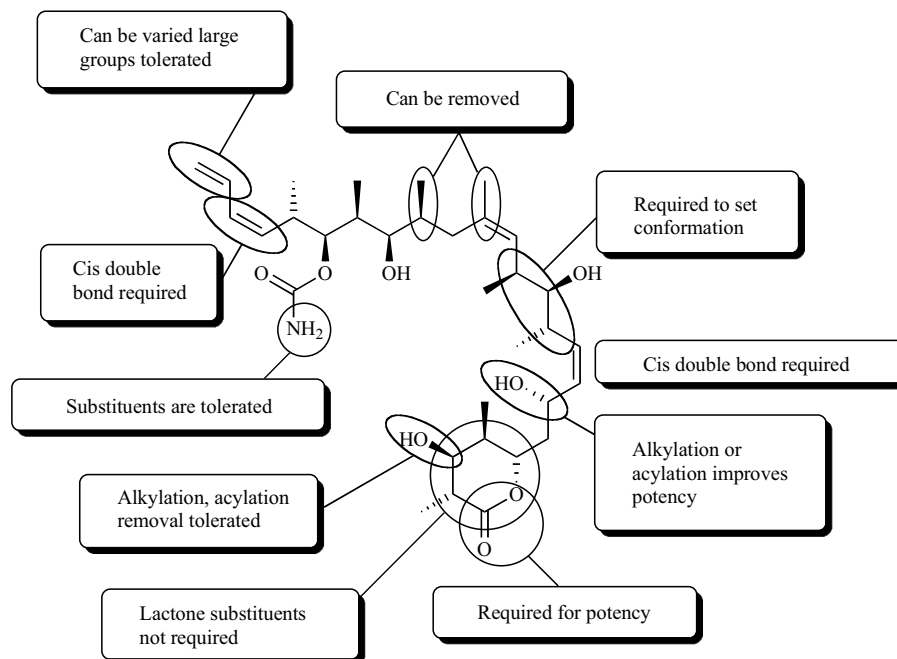 Can be varied large
groups tolerated
Can be removed
Required to set
conformation
Cis double
bond required
O
O
OH
OH
NH2
Cis double bond required
Substituents are tolerated
HO
HO
Alkylation or
acylation improves
potency
Alkylation, acylation
removal tolerated
O
O
Lactone substituents
not required
Required for potency